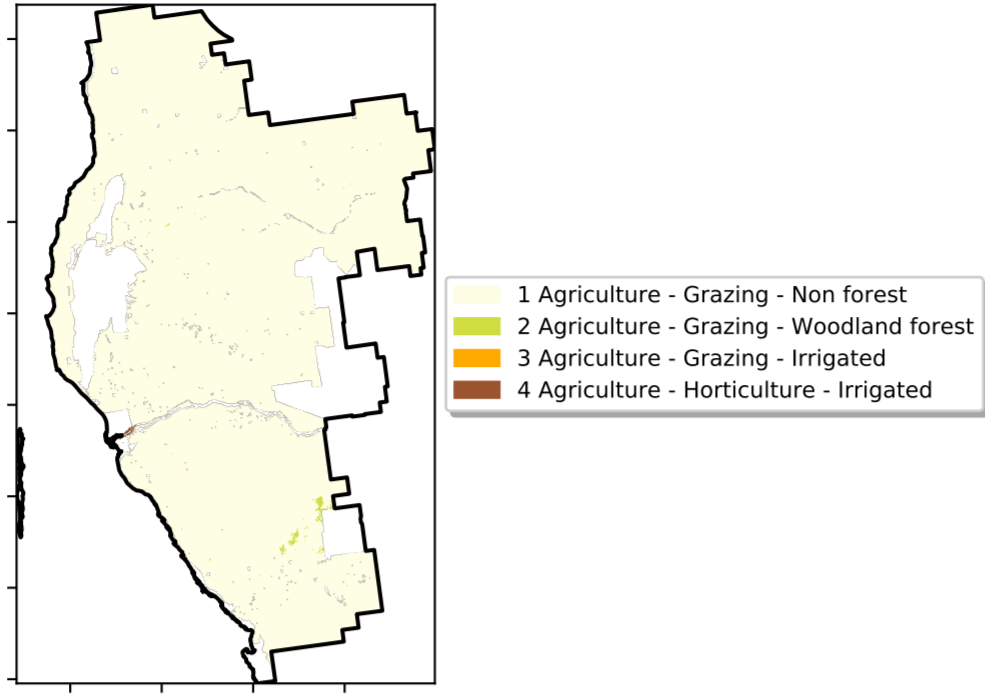 1 Agriculture - Grazing - Non forest
2 Agriculture - Grazing - Woodland forest
3 Agriculture - Grazing - Irrigated
4 Agriculture - Horticulture - Irrigated